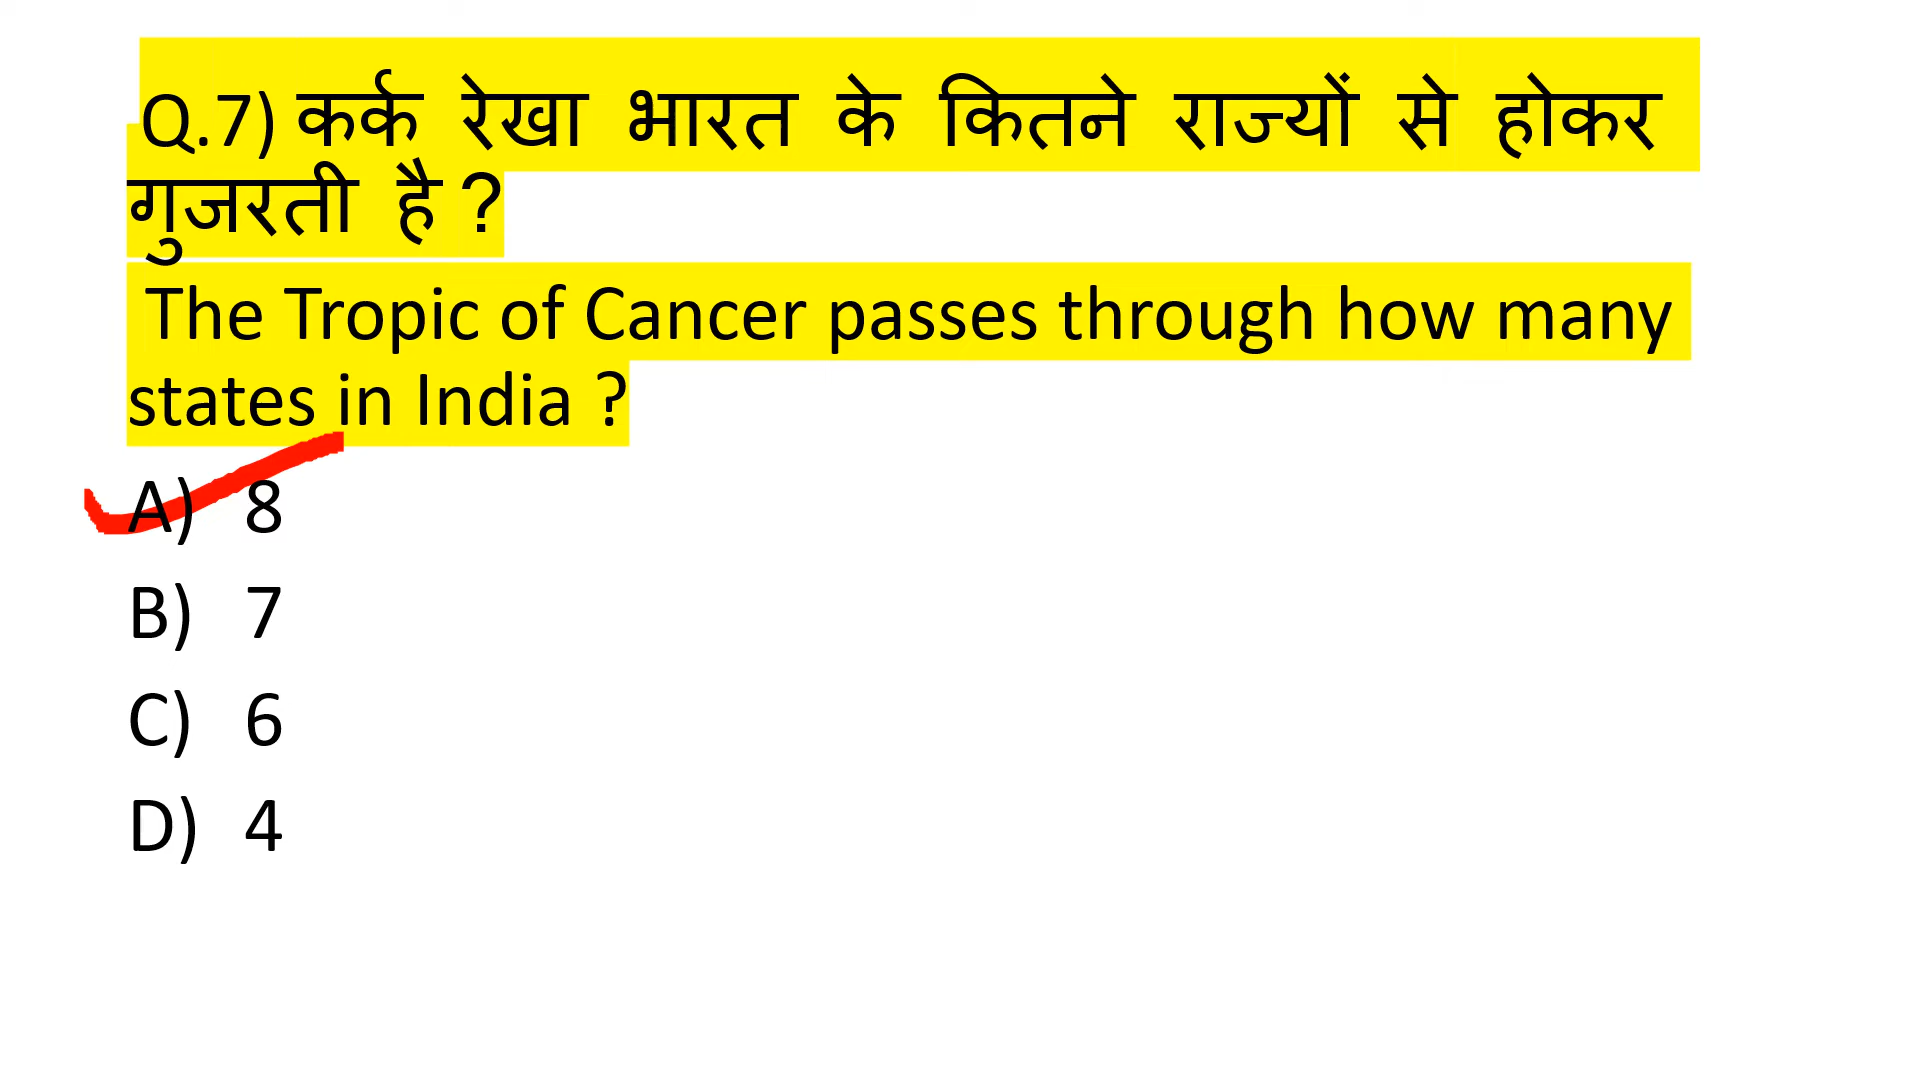 Q.7) कर्क रेखा भारत के कितने राज्यों से होकर
गुजरती है ?
The Tropic of Cancer passes through how many
states in India ?
A) 8
B) 7
C) 6
D) 4